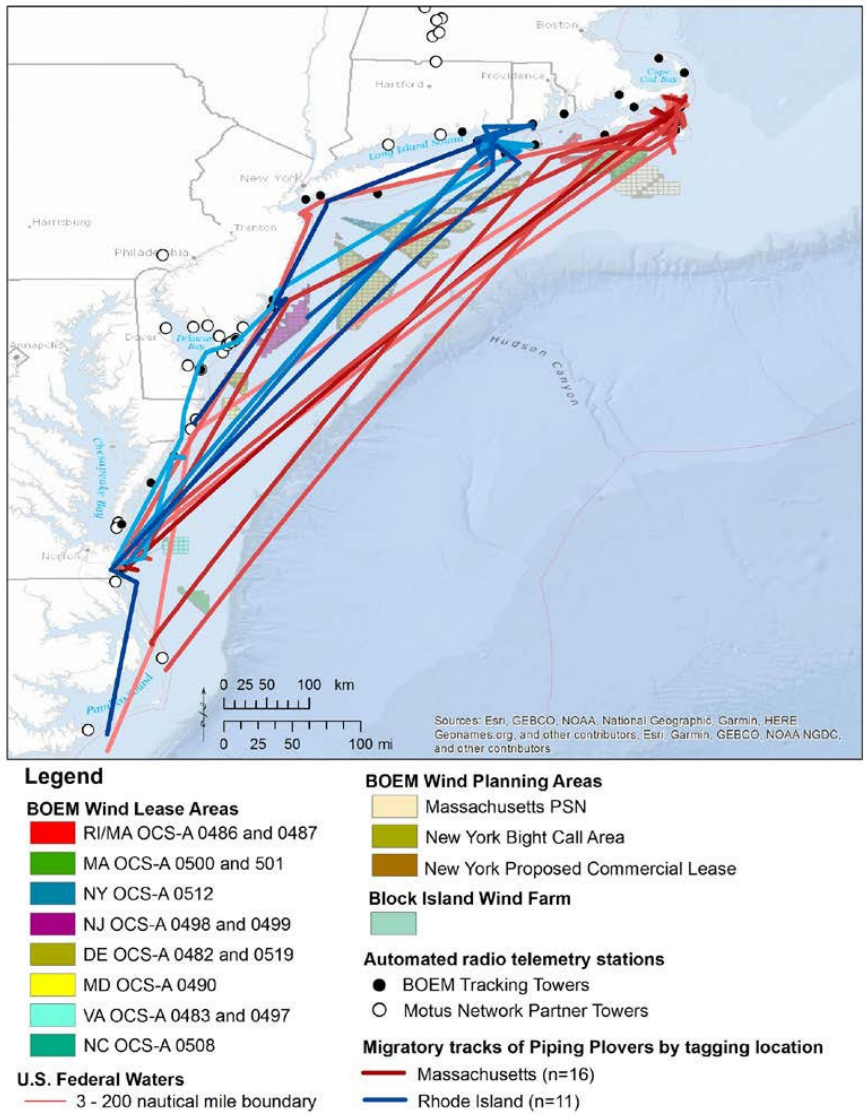 Boston
Cape
Cod Bay
Hartford
Providence
Long Island Sound
New York
Harrisburg
Trenton
Philadelphia
Dover
Delaware
Bay
Annapolis
Hudson Canyon
Chesapeake Bay
Norfolk
Pamlico Sound
0 25 50 100 km
0
25 50 100 mi
Sources: Esri, GEBCO, NOAA, National Geographic, Garmin, HERE,
Geonames.org, and other contributors, Esri, Garmin, GEBCO, NOAA NGDC,
and other contributors
Legend
BOEM Wind Lease Areas
RI/MA OCS-A 0486 and 0487
MA OCS-A 0500 and 501
NY OCS-A 0512
NJ OCS-A 0498 and 0499
DE OCS-A 0482 and 0519
MD OCS-A 0490
VA OCS-A 0483 and 0497
NC OCS-A 0508
U.S. Federal Waters
3 - 200 nautical mile boundary
BOEM Wind Planning Areas
Massachusetts PSN
New York Bight Call Area
New York Proposed Commercial Lease
Block Island Wind Farm
Automated radio telemetry stations
BOEM Tracking Towers
Motus Network Partner Towers
Migratory tracks of Piping Plovers by tagging location
Massachusetts (n=16)
Rhode Island (n=11)